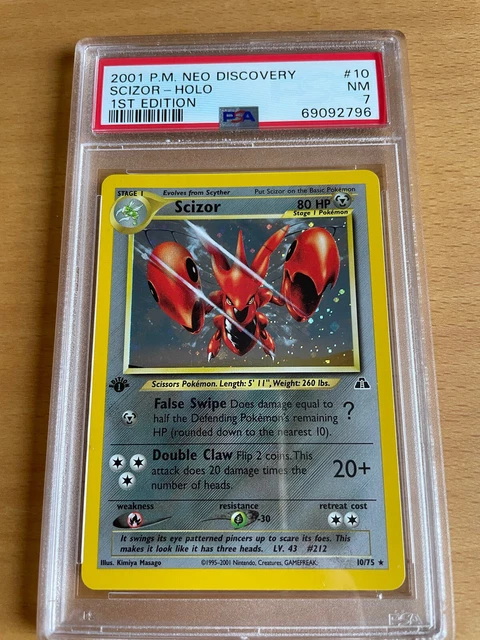 2001 P.M. NEO DISCOVERY #10
SCIZOR - HOLO NM
1ST EDITION 7
PSA 69092796
STAGE 1 Evolves from Scyther Put Scizor on the Basic Pokémon
Scizor 80 HP
Stage 1 Pokémon
EDITION 1
Scissors Pokémon. Length: 5' 11", Weight: 260 lbs.
False Swipe Does damage equal to
half the Defending Pokémon's remaining ?
HP (rounded down to the nearest 10).
Double Claw Flip 2 coins. This
attack does 20 damage times the 20+
number of heads.
weakness resistance retreat cost
-30
It swings its eye patterned pincers up to scare its foes. This
makes it look like it has three heads. LV. 43 #212
Illus. Kimiya Masago ©1995-2001 Nintendo, Creatures, GAMEFREAK. 10/75 ★